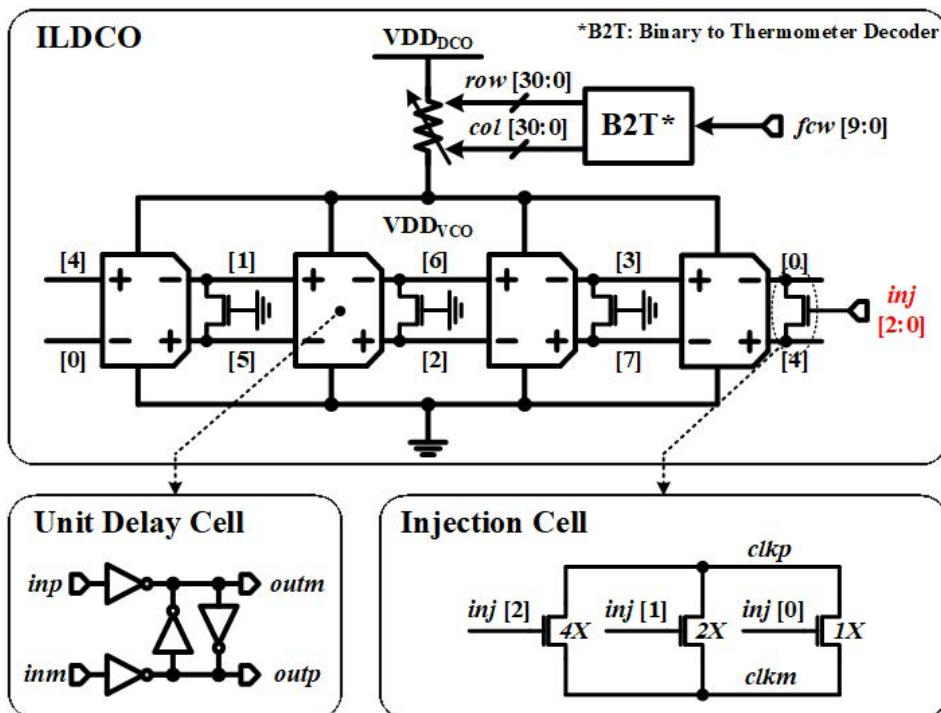 ILDCO
*B2T: Binary to Thermometer Decoder
VDD_DCO
row [30:0]
col [30:0]
B2T*
fcw [9:0]
VDD_VCO
[4] [1] [6] [3] [0]
+ − + − + − + −
inj
[2:0]
− + − + − + − +
[0] [5] [2] [7] [4]
Unit Delay Cell
inp
outm
inm
outp
Injection Cell
clkp
inj [2] 4X inj [1] 2X inj [0] 1X
clkm